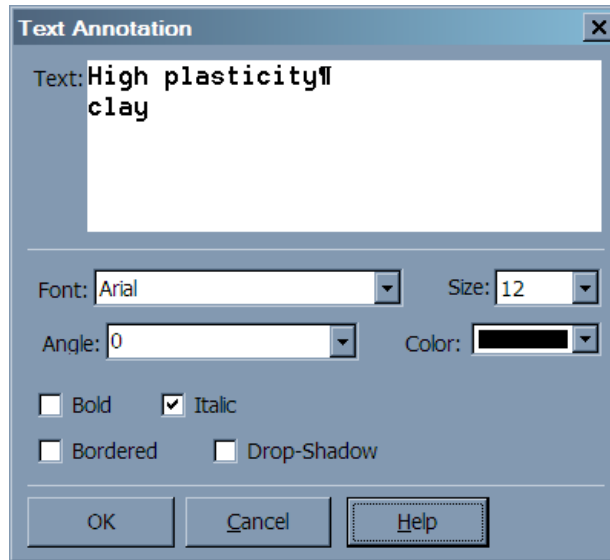 Text Annotation
Text: High plasticity¶
clay
Font: Arial Size: 12
Angle: 0 Color:
Bold Italic
Bordered Drop-Shadow
OK Cancel Help